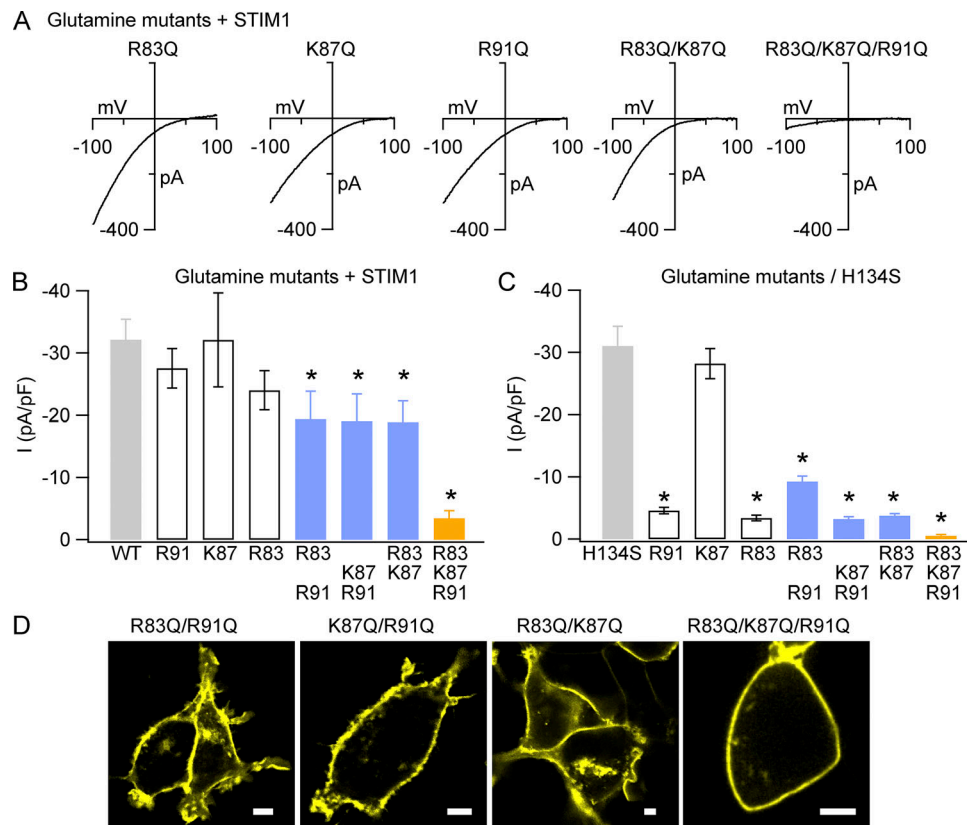 A Glutamine mutants + STIM1
R83Q K87Q R91Q R83Q/K87Q R83Q/K87Q/R91Q
mV mV mV mV mV
-100 100 -100 100 -100 100 -100 100 -100 100
pA pA pA pA pA
-400 -400 -400 -400 -400
B Glutamine mutants + STIM1
-40
-30
-20
-10
0
I (pA/pF)
* * * *
WT R91 K87 R83 R83 K87 R83 R83
R91 R91 K87 K87
R91
C Glutamine mutants / H134S
-40
-30
-20
-10
0
I (pA/pF)
* * * * * *
H134S R91 K87 R83 R83 K87 R83 R83
R91 R91 K87 K87
R91
D R83Q/R91Q K87Q/R91Q R83Q/K87Q R83Q/K87Q/R91Q